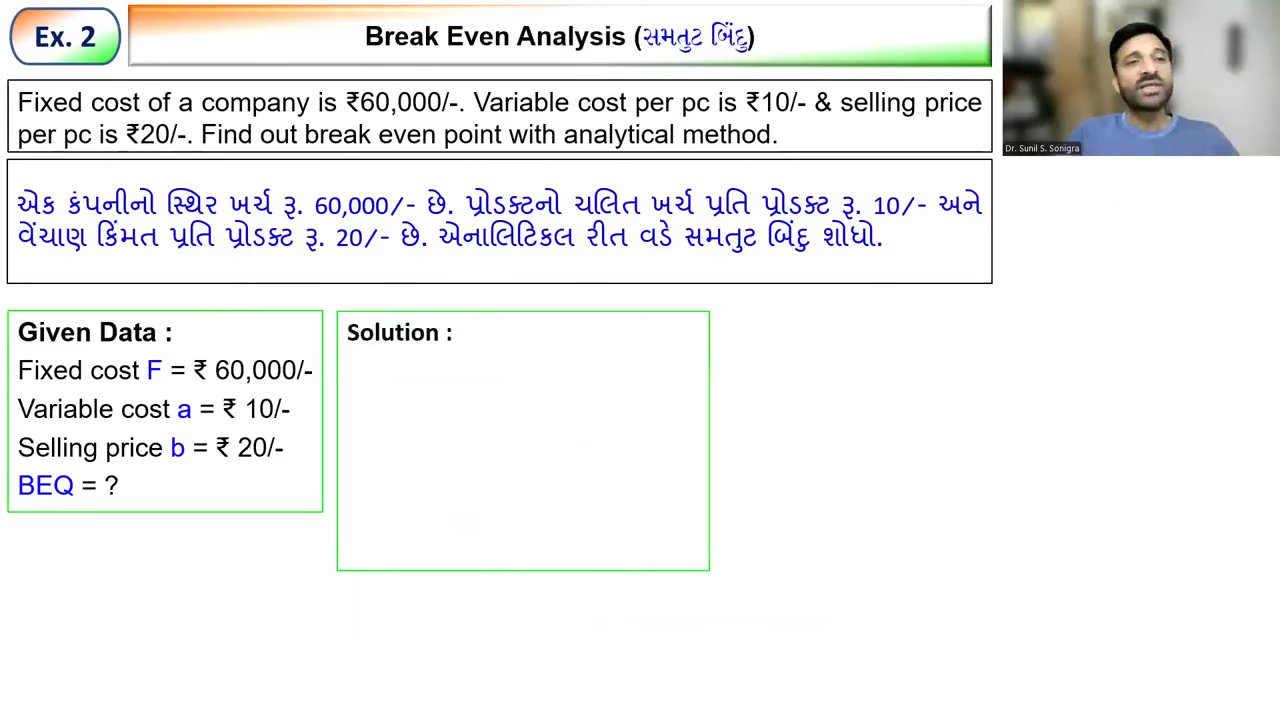 Ex. 2
Break Even Analysis (સમતુટ બિંદુ)
Dr. Sunil S. Sonigra
Fixed cost of a company is ₹60,000/-. Variable cost per pc is ₹10/- & selling price
per pc is ₹20/-. Find out break even point with analytical method.
એક કંપનીનો સ્થિર ખર્ચ રૂ. 60,000/- છે. પ્રોડક્ટનો ચલિત ખર્ચ પ્રતિ પ્રોડક્ટ રૂ. 10/- અને
વેંચાણ કિંમત પ્રતિ પ્રોડક્ટ રૂ. 20/- છે. એનાલિટિકલ રીત વડે સમતુટ બિંદુ શોધો.
Given Data :
Fixed cost F = ₹ 60,000/-
Variable cost a = ₹ 10/-
Selling price b = ₹ 20/-
BEQ = ?
Solution :